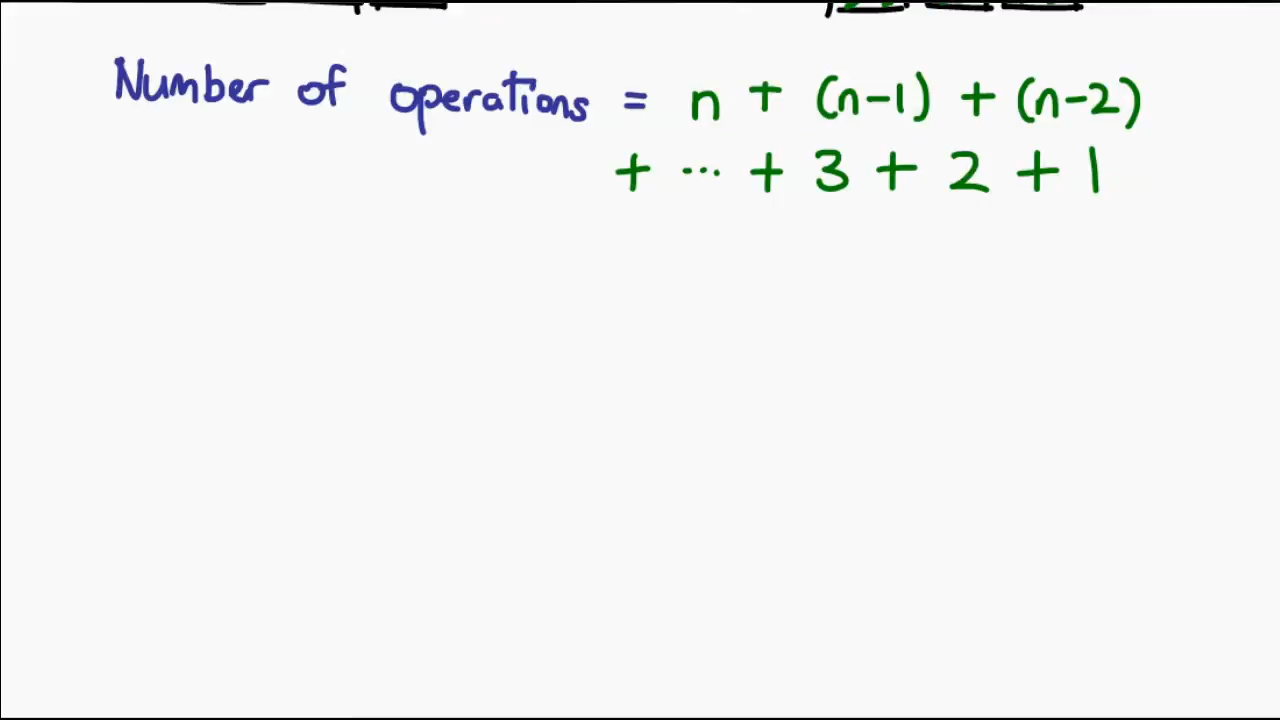 Number of operations = n + (n-1) + (n-2)
+ ... + 3 + 2 + 1